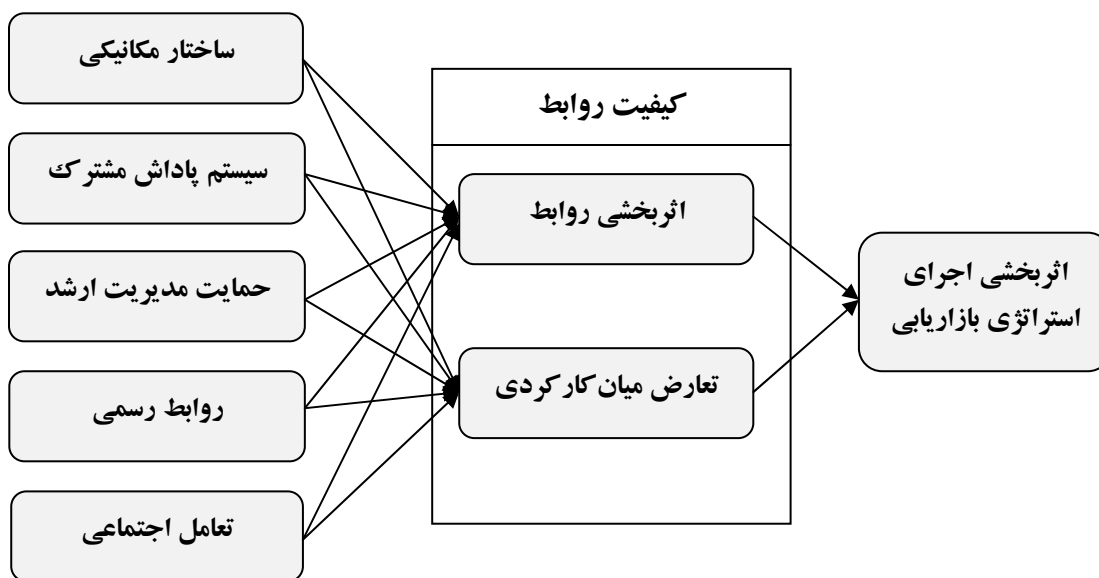 ساختار مکانیکی
سیستم پاداش مشترك
حمایت مدیریت ارشد
روابط رسمی
تعامل اجتماعی
کیفیت روابط
اثربخشی روابط
تعارض میان‌کارکردی
اثربخشی اجرای
استراتژی بازاریابی